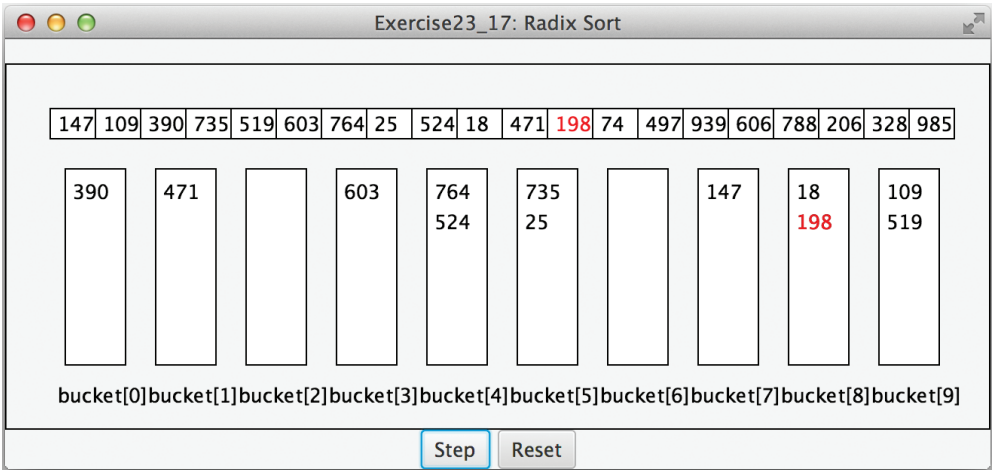 Exercise23_17: Radix Sort
147 109 390 735 519 603 764 25 524 18 471 198 74 497 939 606 788 206 328 985
390 471 603 764 735 147 18 109
524 25 198 519
bucket[0] bucket[1] bucket[2] bucket[3] bucket[4] bucket[5] bucket[6] bucket[7] bucket[8] bucket[9]
Step Reset